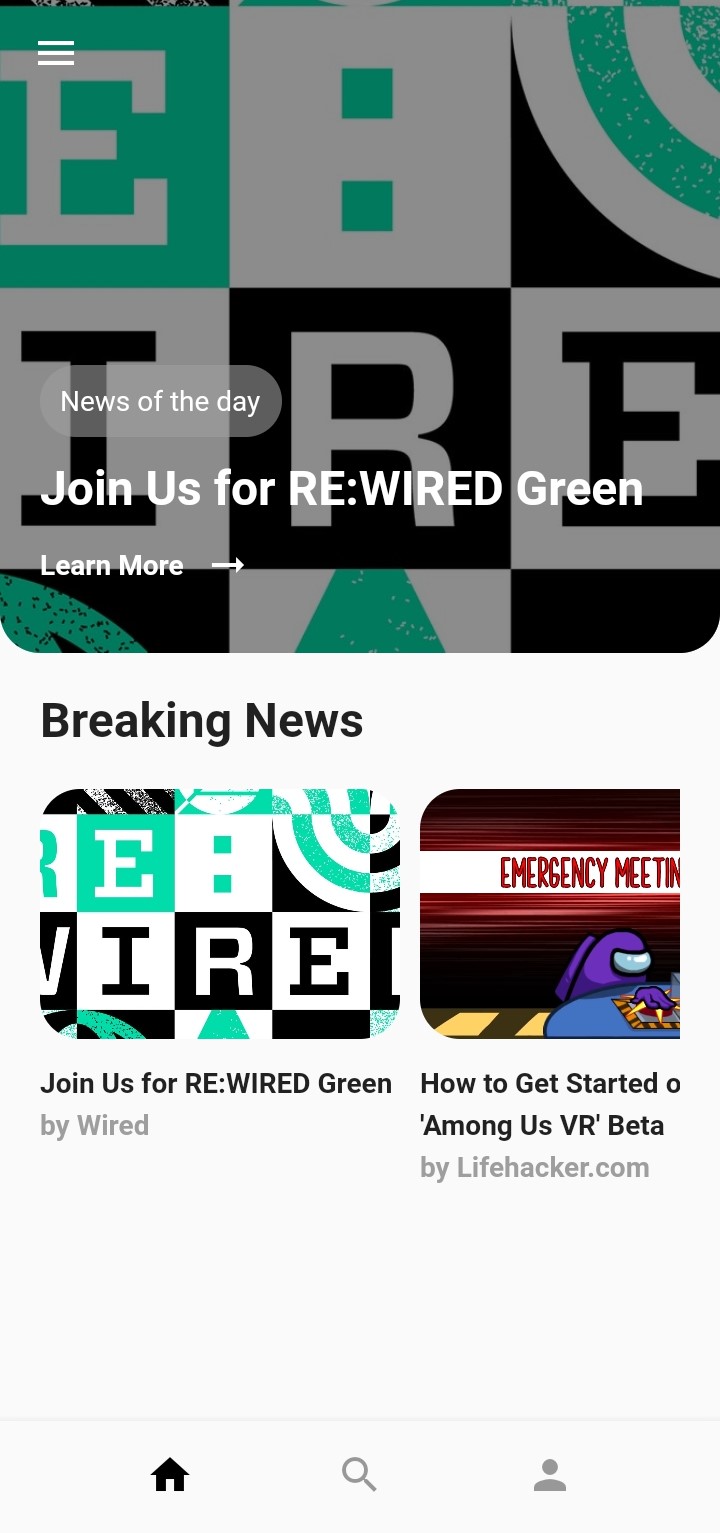 E:
IRE
News of the day
Join Us for RE:WIRED Green
Learn More
Breaking News
RE:
WIRE
EMERGENCY MEETIN
Join Us for RE:WIRED Green
by Wired
How to Get Started o
'Among Us VR' Beta
by Lifehacker.com